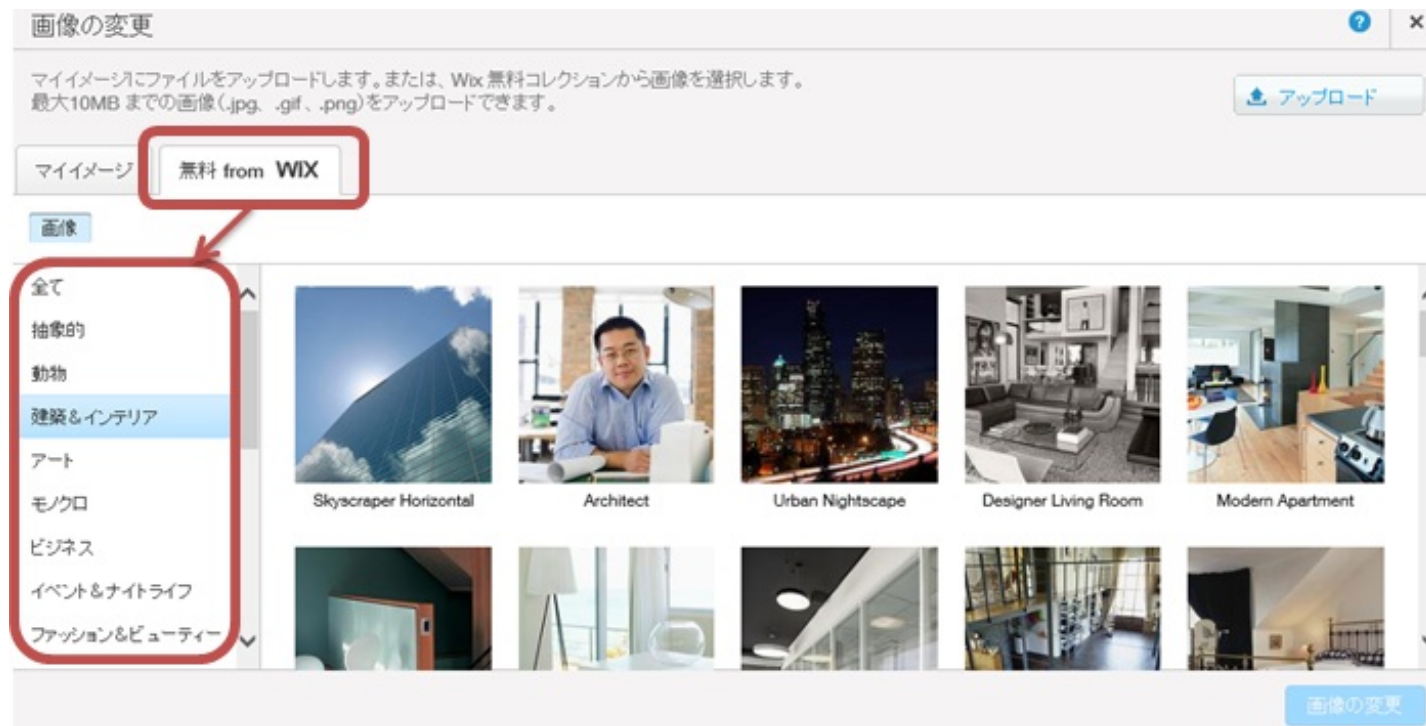 画像の変更
マイイメージにファイルをアップロードします。または、Wix 無料コレクションから画像を選択します。
最大10MB までの画像(.jpg、.gif、.png)をアップロードできます。
アップロード
マイイメージ
無料 from WIX
画像
全て
抽象的
動物
建築&インテリア
アート
モノクロ
ビジネス
イベント&ナイトライフ
ファッション&ビューティー
Skyscraper Horizontal
Architect
Urban Nightscape
Designer Living Room
Modern Apartment
画像の変更